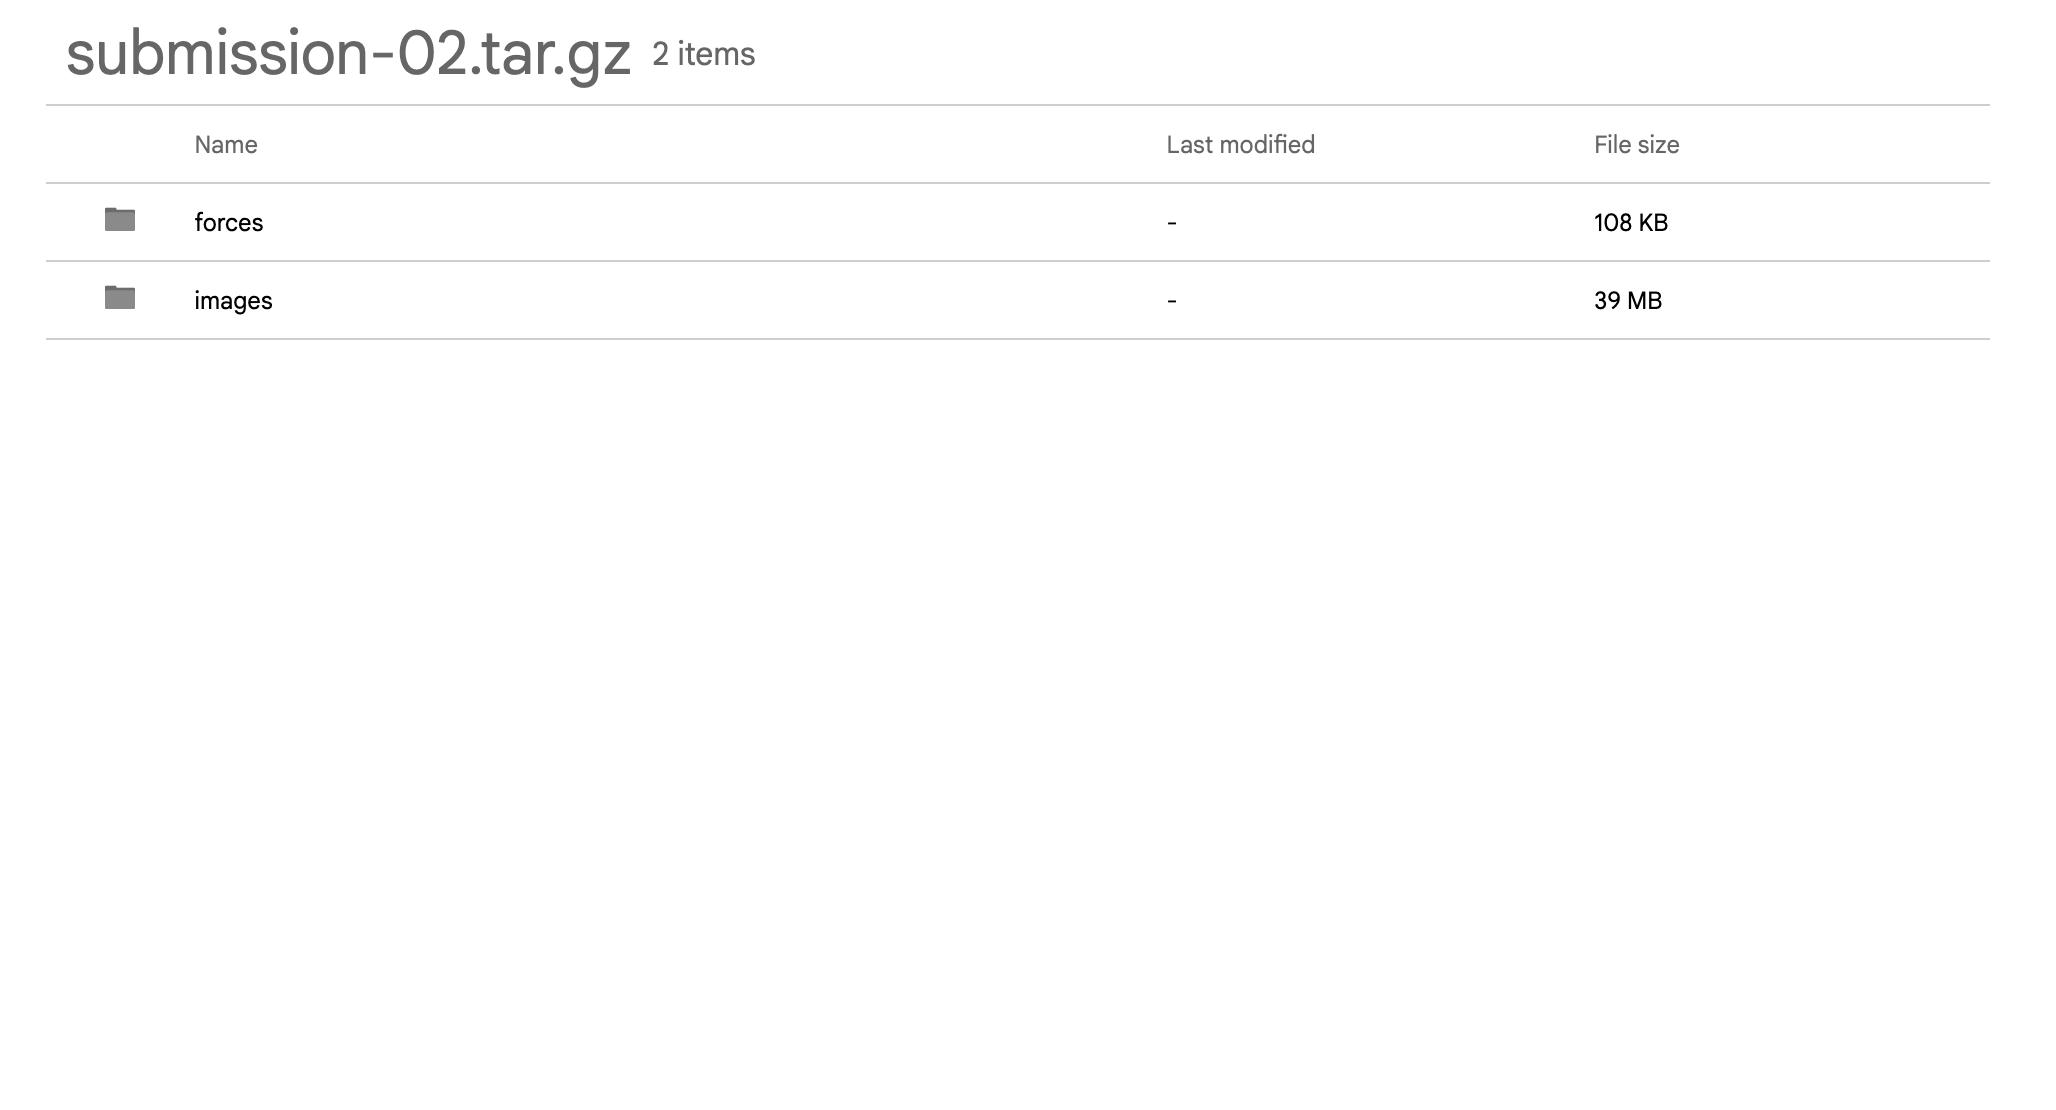 submission-02.tar.gz 2 items
Name Last modified File size
forces - 108 KB
images - 39 MB